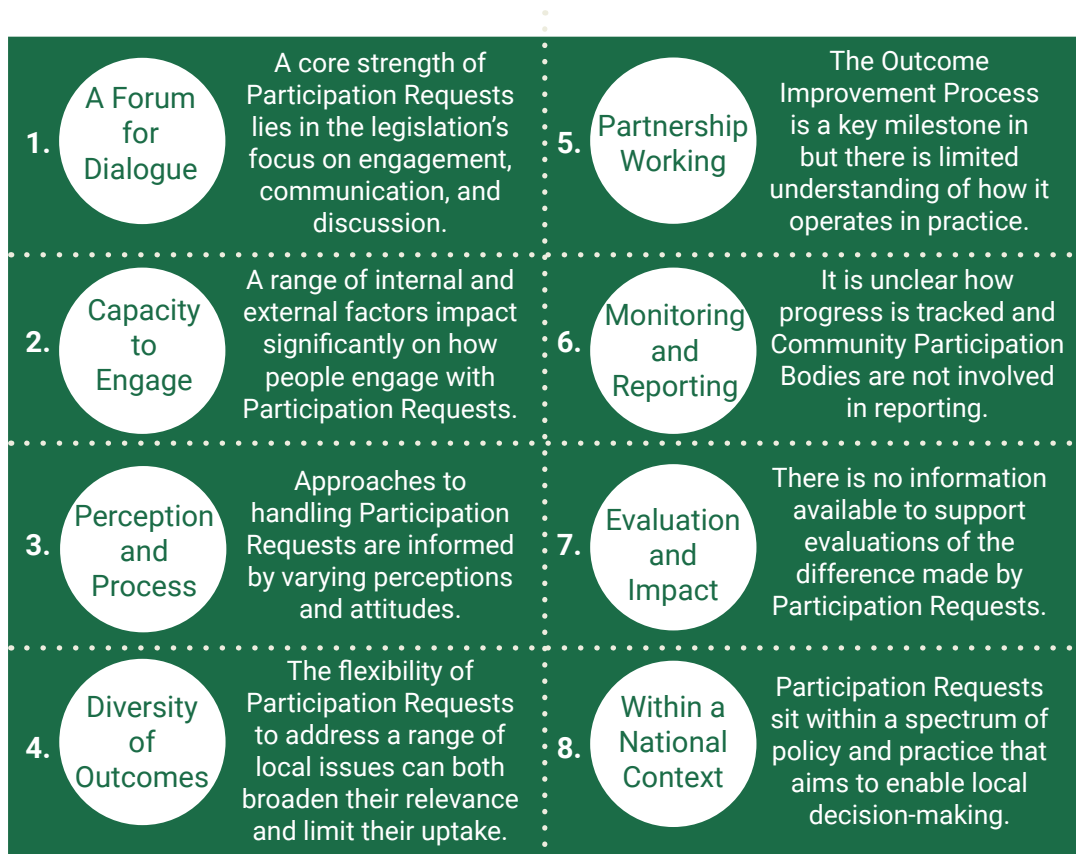 1.
A Forum
for
Dialogue
A core strength of
Participation Requests
lies in the legislation’s
focus on engagement,
communication, and
discussion.
2.
Capacity
to
Engage
A range of internal and
external factors impact
significantly on how
people engage with
Participation Requests.
3.
Perception
and
Process
Approaches to
handling Participation
Requests are informed
by varying perceptions
and attitudes.
4.
Diversity
of
Outcomes
The flexibility of
Participation Requests
to address a range of
local issues can both
broaden their relevance
and limit their uptake.
5.
Partnership
Working
The Outcome
Improvement Process
is a key milestone in
but there is limited
understanding of how it
operates in practice.
6.
Monitoring
and
Reporting
It is unclear how
progress is tracked and
Community Participation
Bodies are not involved
in reporting.
7.
Evaluation
and
Impact
There is no information
available to support
evaluations of the
difference made by
Participation Requests.
8.
Within a
National
Context
Participation Requests
sit within a spectrum of
policy and practice that
aims to enable local
decision-making.